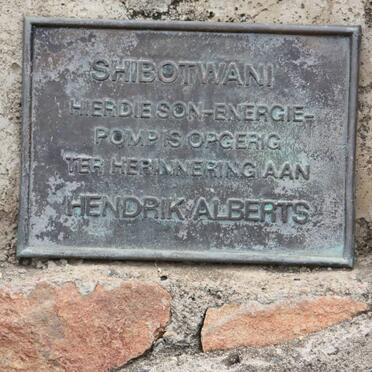 SHIBOTWANI
HIERDIE SON-ENERGIE-
POMP IS OPGERIG
TER HERINNERING AAN
HENDRIK ALBERTS